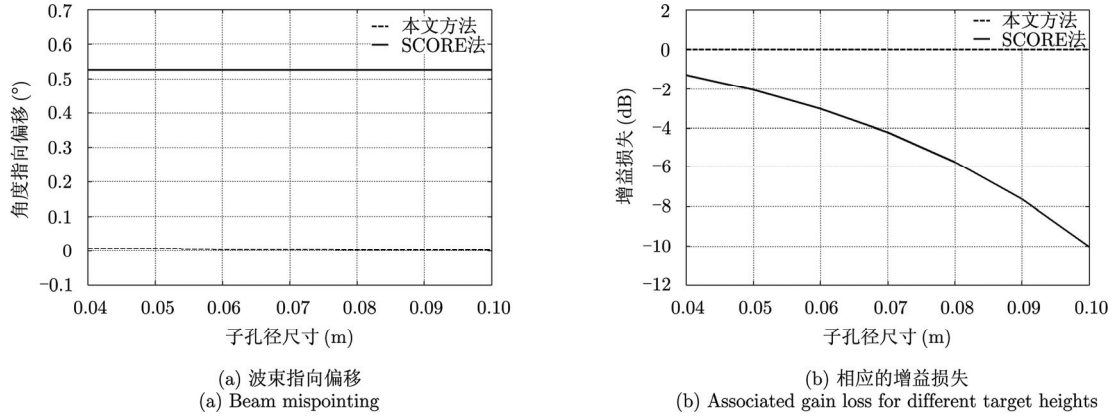 0.7
0.6
0.5
0.4
0.3
0.2
0.1
0
−0.1
角度指向偏移 (°)
本文方法
SCORE法
0.04 0.05 0.06 0.07 0.08 0.09 0.10
子孔径尺寸 (m)
(a) 波束指向偏移
(a) Beam mispointing
2
0
−2
−4
−6
−8
−10
−12
增益损失 (dB)
本文方法
SCORE法
0.04 0.05 0.06 0.07 0.08 0.09 0.10
子孔径尺寸 (m)
(b) 相应的增益损失
(b) Associated gain loss for different target heights